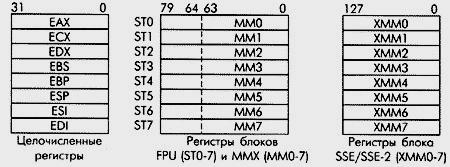 31 0 79 64 63 0 127 0
EAX ST0 MM0 XMM0
ECX ST1 MM1 XMM1
EDX ST2 MM2 XMM2
EBS ST3 MM3 XMM3
EBP ST4 MM4 XMM4
ESP ST5 MM5 XMM5
ESI ST6 MM6 XMM6
EDI ST7 MM7 XMM7
Целочисленные Регистры блоков Регистры блока
регистры FPU (ST0-7) и MMX (MM0-7) SSE/SSE-2 (XMM0-7)